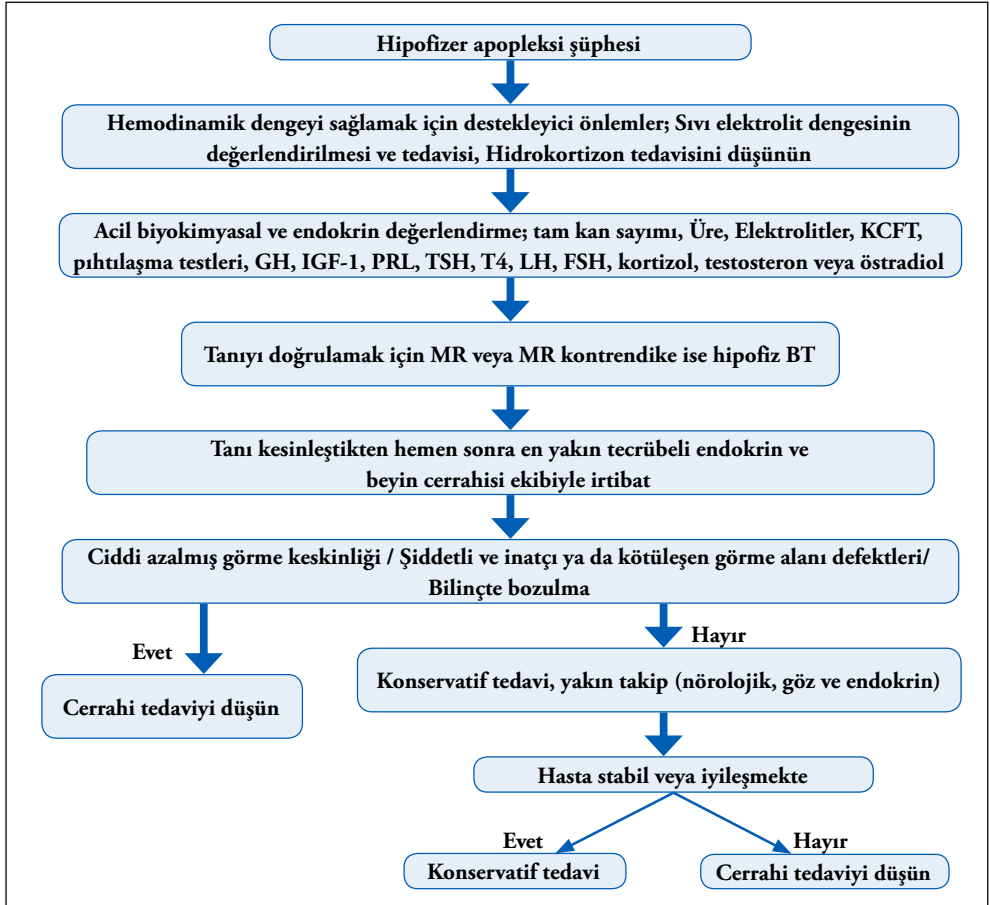 Hipofizer apopleksi şüphesi
Hemodinamik dengeyi sağlamak için destekleyici önlemler; Sıvı elektrolit dengesinin
değerlendirilmesi ve tedavisi, Hidrokortizon tedavisini düşünün
Acil biyokimyasal ve endokrin değerlendirme; tam kan sayımı, Üre, Elektrolitler, KCFT,
pıhtılaşma testleri, GH, IGF-1, PRL, TSH, T4, LH, FSH, kortizol, testosteron veya östradiol
Tanıyı doğrulamak için MR veya MR kontrendike ise hipofiz BT
Tanı kesinleştikten hemen sonra en yakın tecrübeli endokrin ve
beyin cerrahisi ekibiyle irtibat
Ciddi azalmış görme keskinliği / Şiddetli ve inatçı ya da kötüleşen görme alanı defektleri/
Bilinçte bozulma
Evet
Hayır
Cerrahi tedaviyi düşün
Konservatif tedavi, yakın takip (nörolojik, göz ve endokrin)
Hasta stabil veya iyileşmekte
Evet
Hayır
Konservatif tedavi
Cerrahi tedaviyi düşün